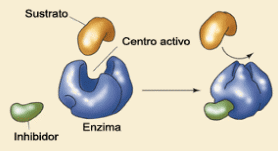 Sustrato
Centro activo
Enzima
Inhibidor